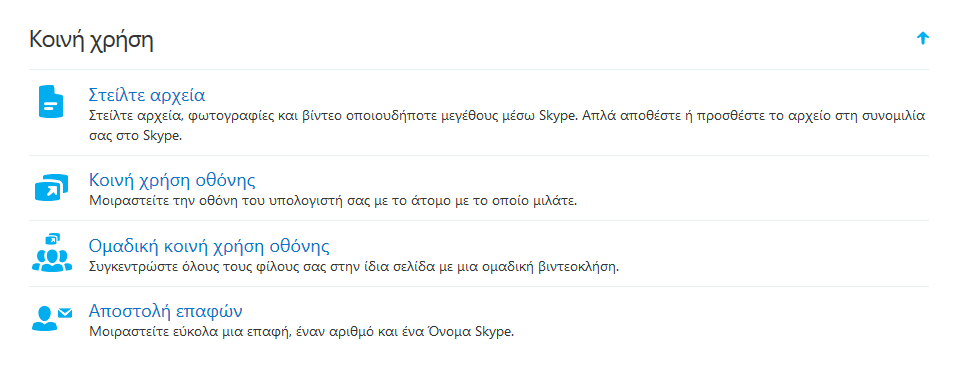 Κοινή χρήση
Στείλτε αρχεία
Στείλτε αρχεία, φωτογραφίες και βίντεο οποιουδήποτε μεγέθους μέσω Skype. Απλά αποθέστε ή προσθέστε το αρχείο στη συνομιλία
σας στο Skype.
Κοινή χρήση οθόνης
Μοιραστείτε την οθόνη του υπολογιστή σας με το άτομο με το οποίο μιλάτε.
Ομαδική κοινή χρήση οθόνης
Συγκεντρώστε όλους τους φίλους σας στην ίδια σελίδα με μια ομαδική βιντεοκλήση.
Αποστολή επαφών
Μοιραστείτε εύκολα μια επαφή, έναν αριθμό και ένα Όνομα Skype.